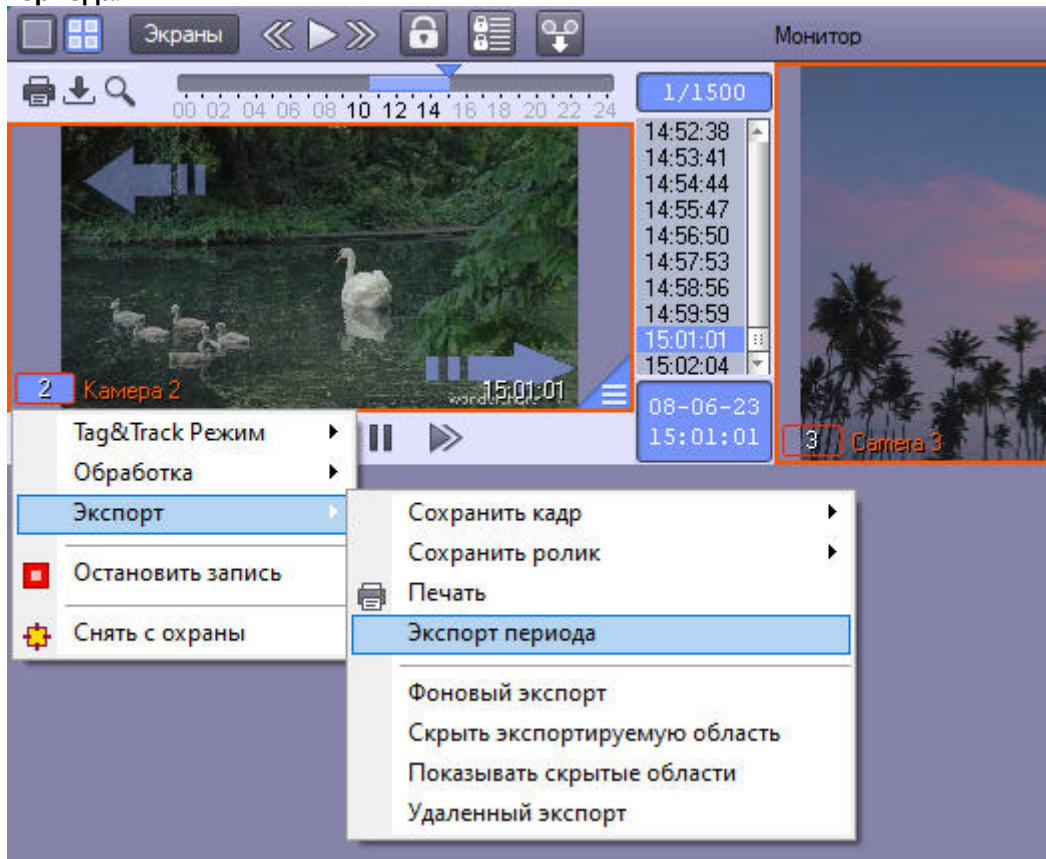 Экраны
Монитор
00 02 04 06 08 10 12 14 16 18 20 22 24
1/1500
14:52:38
14:53:41
14:54:44
14:55:47
14:56:50
14:57:53
14:58:56
14:59:59
15:01:01
15:02:04
2 Камера 2
15:01:01
08-06-23
15:01:01
3 Camera 3
Tag&Track Режим
Обработка
Экспорт
Остановить запись
Снять с охраны
Сохранить кадр
Сохранить ролик
Печать
Экспорт периода
Фоновый экспорт
Скрыть экспортируемую область
Показывать скрытые области
Удаленный экспорт